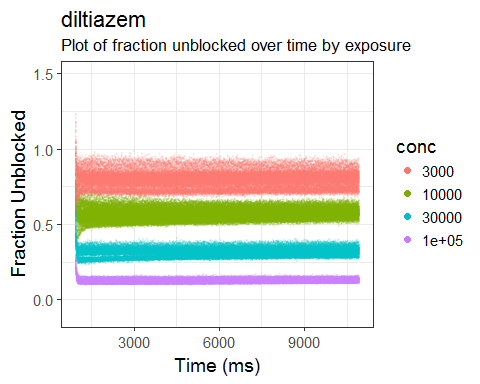 diltiazem
Plot of fraction unblocked over time by exposure
Fraction Unblocked
1.5
1.0
0.5
0.0
3000 6000 9000
Time (ms)
conc
3000
10000
30000
1e+05